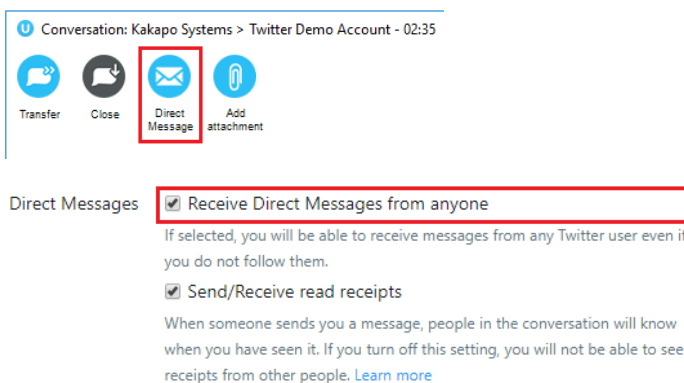 U Conversation: Kakapo Systems > Twitter Demo Account - 02:35
Transfer Close Direct Message Add attachment
Direct Messages Receive Direct Messages from anyone
If selected, you will be able to receive messages from any Twitter user even if
you do not follow them.
Send/Receive read receipts
When someone sends you a message, people in the conversation will know
when you have seen it. If you turn off this setting, you will not be able to see
receipts from other people. Learn more